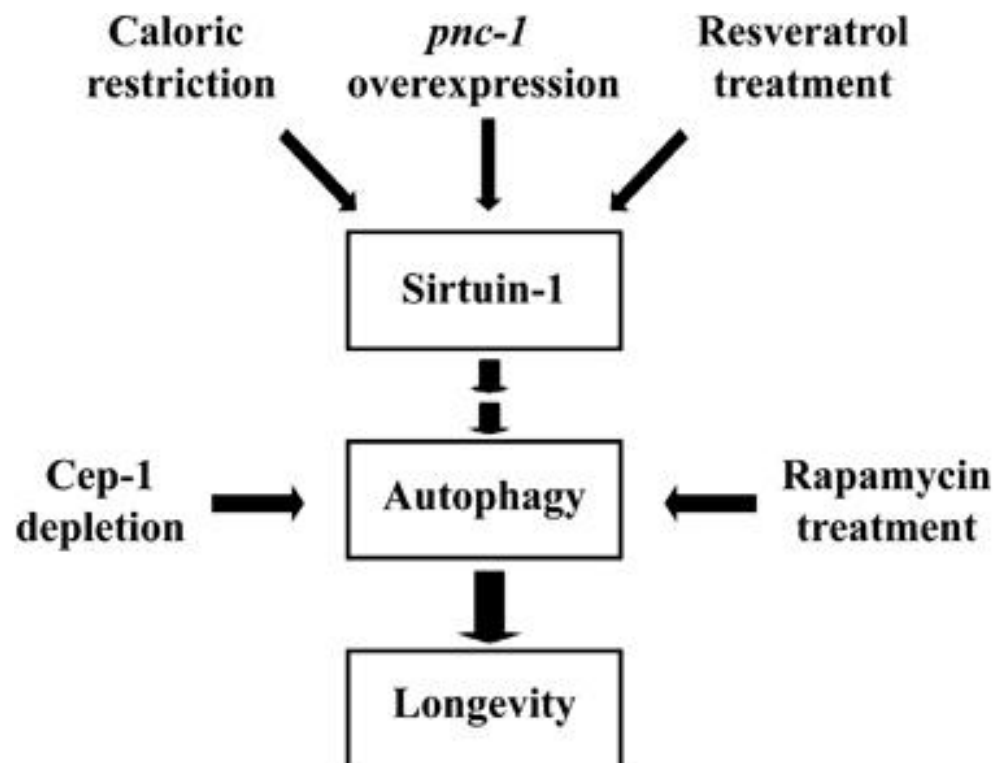 Caloric
restriction
pnc-1
overexpression
Resveratrol
treatment
Sirtuin-1
Cep-1
depletion
Autophagy
Rapamycin
treatment
Longevity